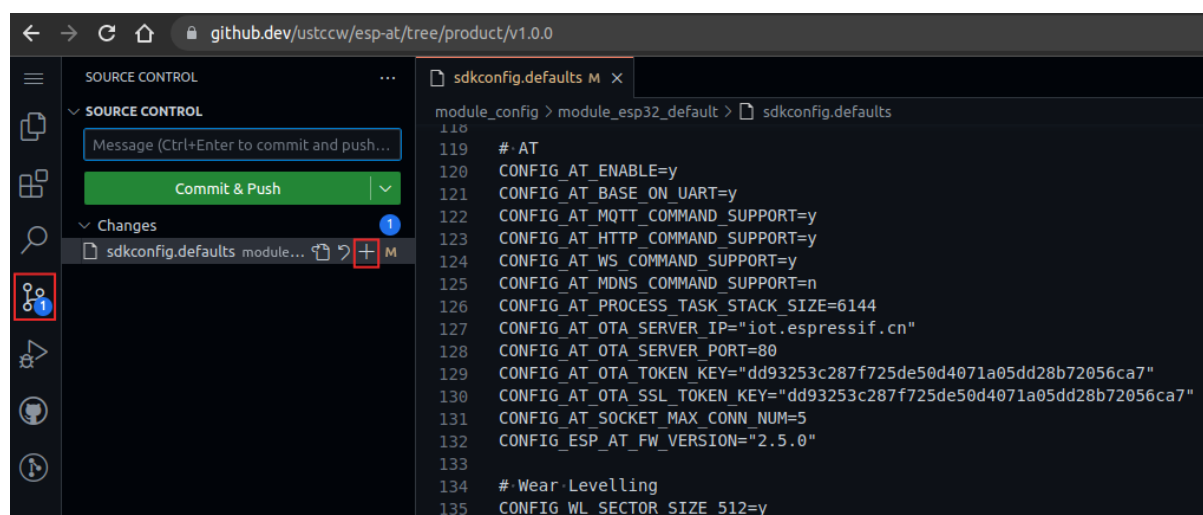 github.dev/ustccw/esp-at/tree/product/v1.0.0
SOURCE CONTROL
SOURCE CONTROL
Message (Ctrl+Enter to commit and push...
Commit & Push
Changes
1
sdkconfig.defaults module... M
1
sdkconfig.defaults M
module_config > module_esp32_default > sdkconfig.defaults
118
119 # AT
120 CONFIG_AT_ENABLE=y
121 CONFIG_AT_BASE_ON_UART=y
122 CONFIG_AT_MQTT_COMMAND_SUPPORT=y
123 CONFIG_AT_HTTP_COMMAND_SUPPORT=y
124 CONFIG_AT_WS_COMMAND_SUPPORT=y
125 CONFIG_AT_MDNS_COMMAND_SUPPORT=n
126 CONFIG_AT_PROCESS_TASK_STACK_SIZE=6144
127 CONFIG_AT_OTA_SERVER_IP="iot.espressif.cn"
128 CONFIG_AT_OTA_SERVER_PORT=80
129 CONFIG_AT_OTA_TOKEN_KEY="dd93253c287f725de50d4071a05dd28b72056ca7"
130 CONFIG_AT_OTA_SSL_TOKEN_KEY="dd93253c287f725de50d4071a05dd28b72056ca7"
131 CONFIG_AT_SOCKET_MAX_CONN_NUM=5
132 CONFIG_ESP_AT_FW_VERSION="2.5.0"
133
134 # Wear Levelling
135 CONFIG_WL_SECTOR_SIZE_512=y